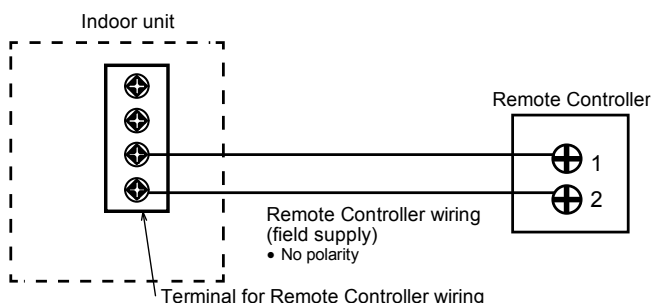 Indoor unit
Remote Controller
1
2
Remote Controller wiring
(field supply)
• No polarity
Terminal for Remote Controller wiring